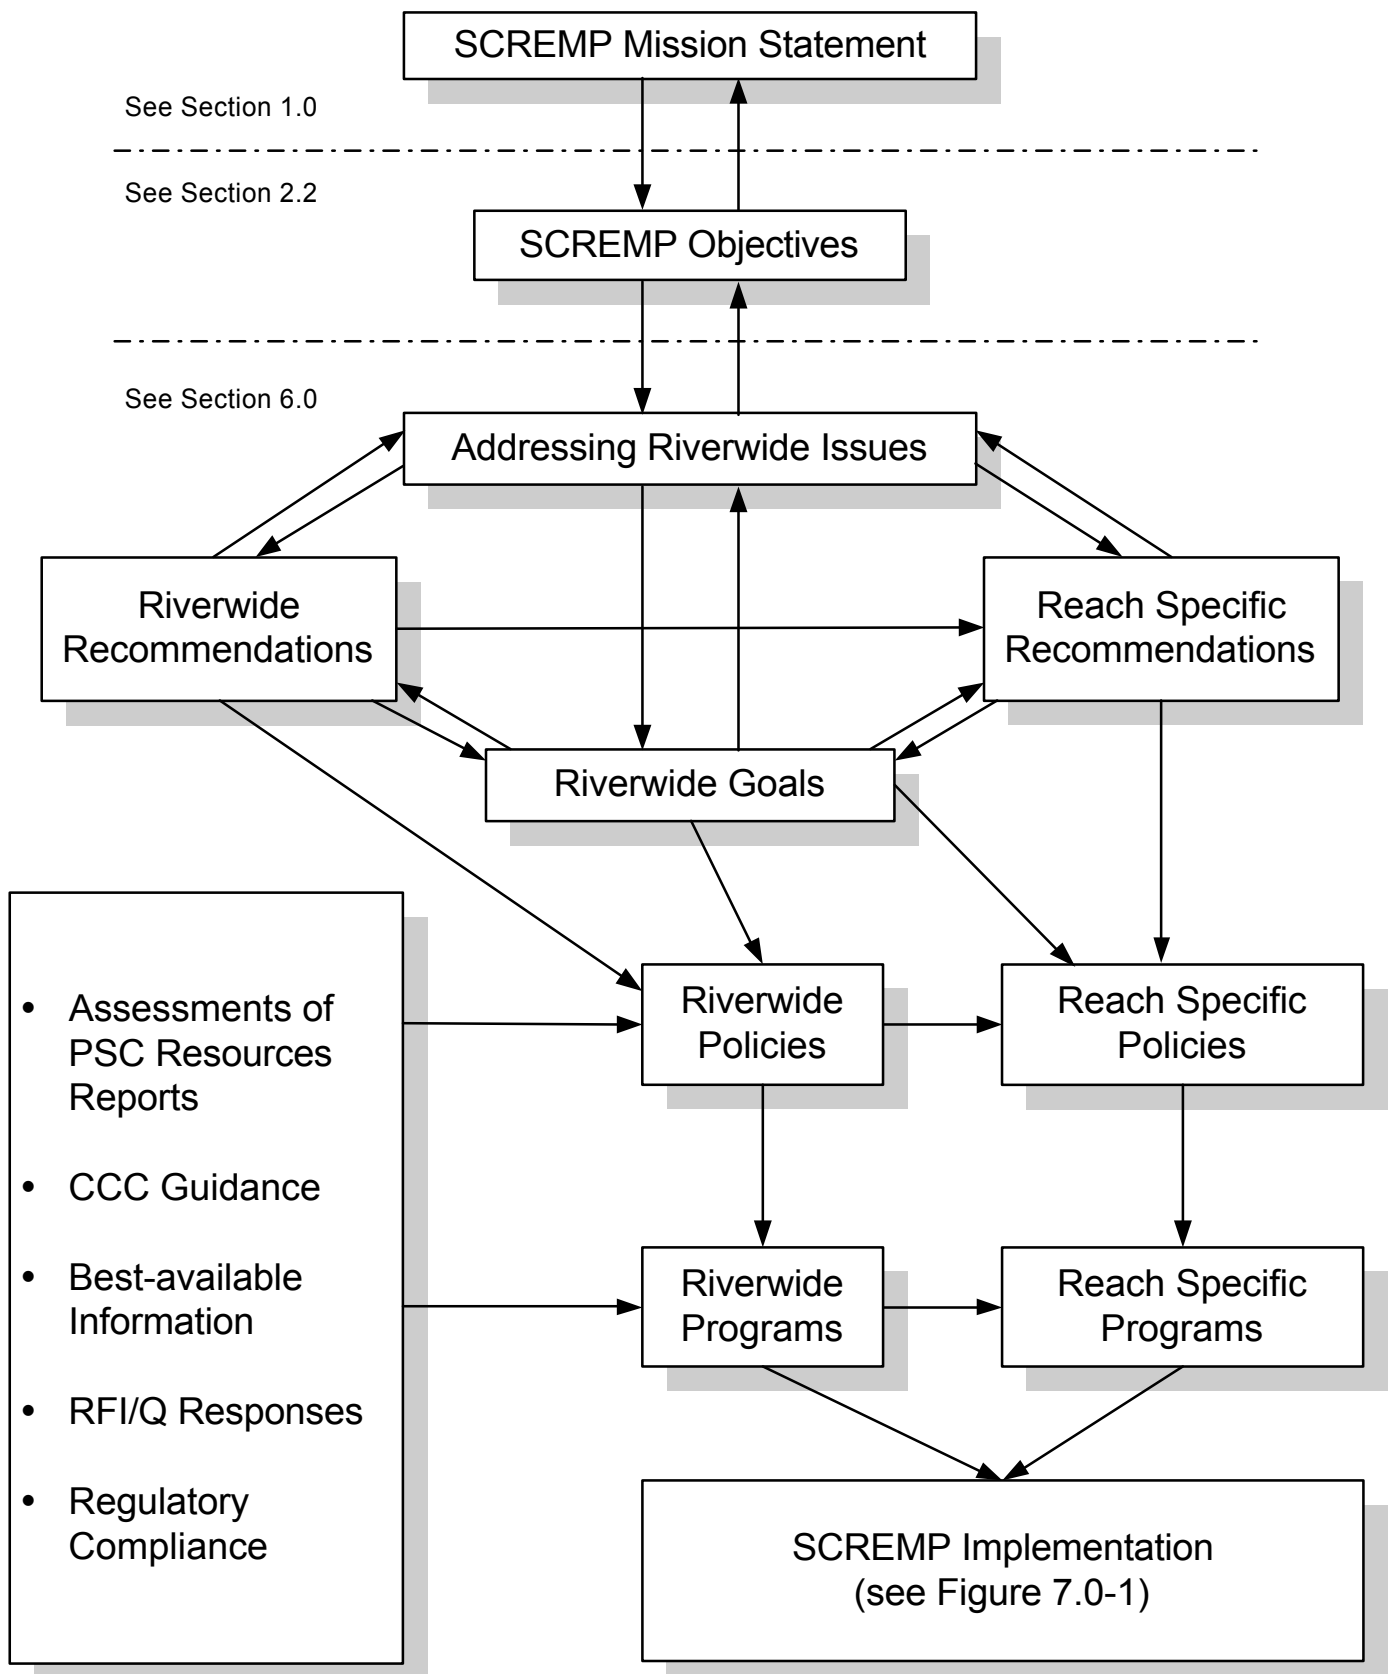 SCREMP Mission Statement
See Section 1.0
See Section 2.2
SCREMP Objectives
See Section 6.0
Addressing Riverwide Issues
Riverwide
Recommendations
Reach Specific
Recommendations
Riverwide Goals
• Assessments of
PSC Resources
Reports
• CCC Guidance
• Best-available
Information
• RFI/Q Responses
• Regulatory
Compliance
Riverwide
Policies
Reach Specific
Policies
Riverwide
Programs
Reach Specific
Programs
SCREMP Implementation
(see Figure 7.0-1)